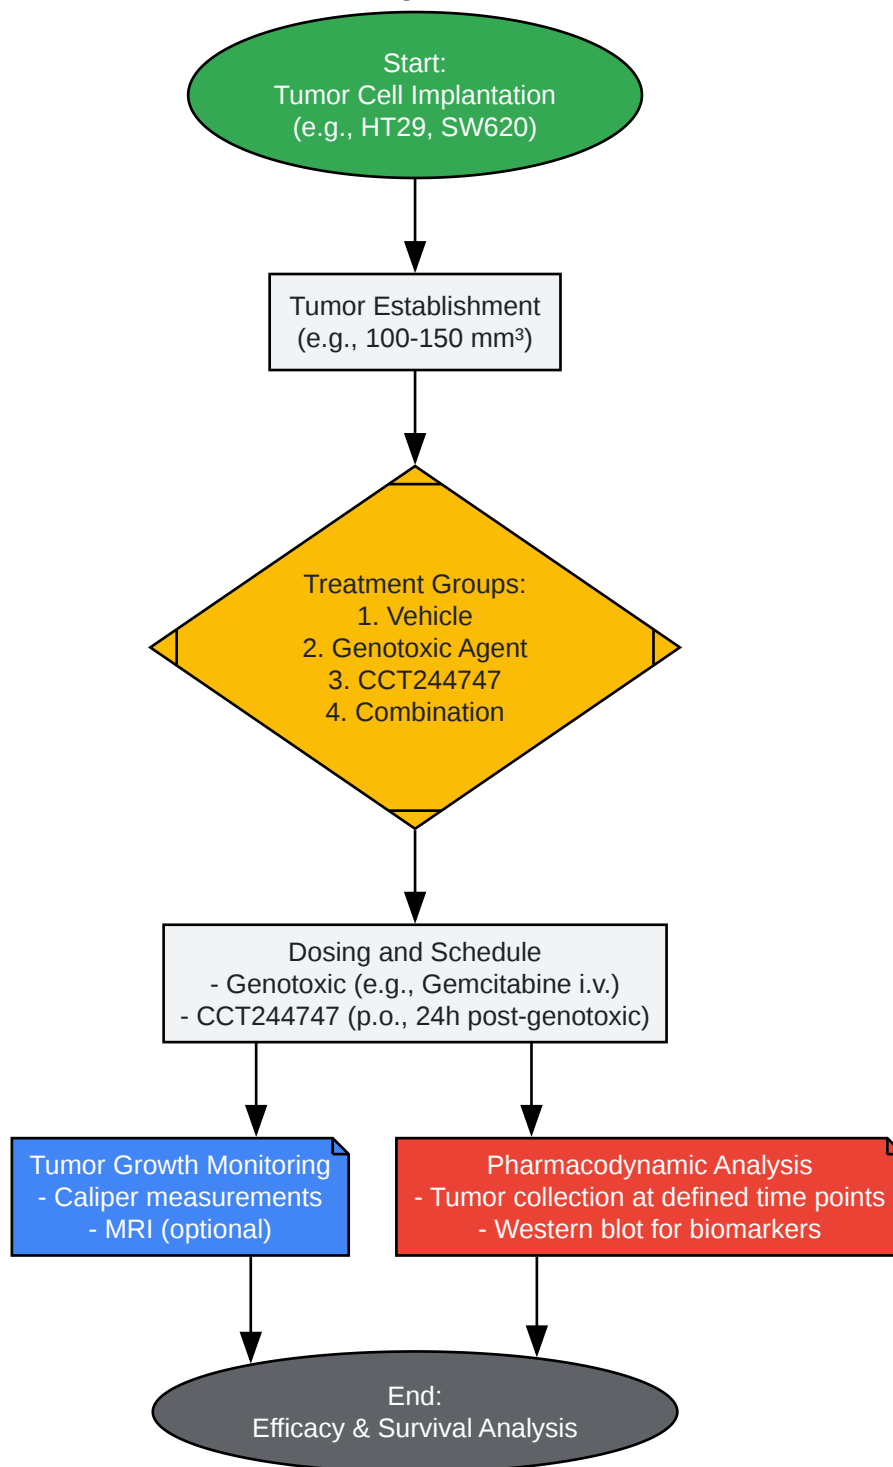 Start:
Tumor Cell Implantation
(e.g., HT29, SW620)
Tumor Establishment
(e.g., 100-150 mm³)
Treatment Groups:
1. Vehicle
2. Genotoxic Agent
3. CCT244747
4. Combination
Dosing and Schedule
- Genotoxic (e.g., Gemcitabine i.v.)
- CCT244747 (p.o., 24h post-genotoxic)
Tumor Growth Monitoring
- Caliper measurements
- MRI (optional)
Pharmacodynamic Analysis
- Tumor collection at defined time points
- Western blot for biomarkers
End:
Efficacy & Survival Analysis